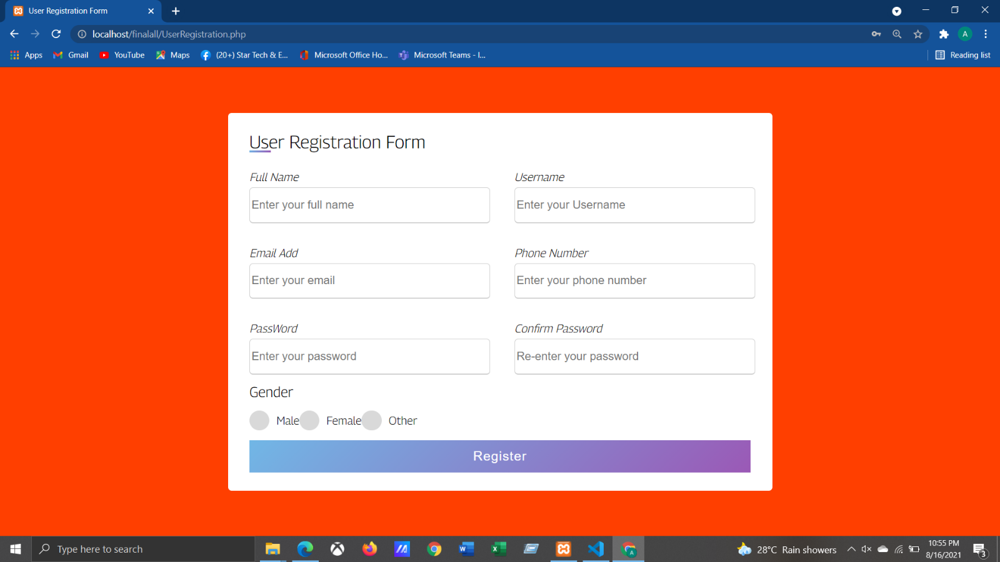 User Registration Form
localhost/finalall/UserRegistration.php
A
Apps
Gmail
YouTube
Maps
(20+) Star Tech & E...
Microsoft Office Ho...
Microsoft Teams - I...
Reading list
User Registration Form
Full Name
Username
Enter your full name
Enter your Username
Email Add
Phone Number
Enter your email
Enter your phone number
PassWord
Confirm Password
Enter your password
Re-enter your password
Gender
Male
Female
Other
Register
Type here to search
A
28°C Rain showers
10:55 PM
8/16/2021
3